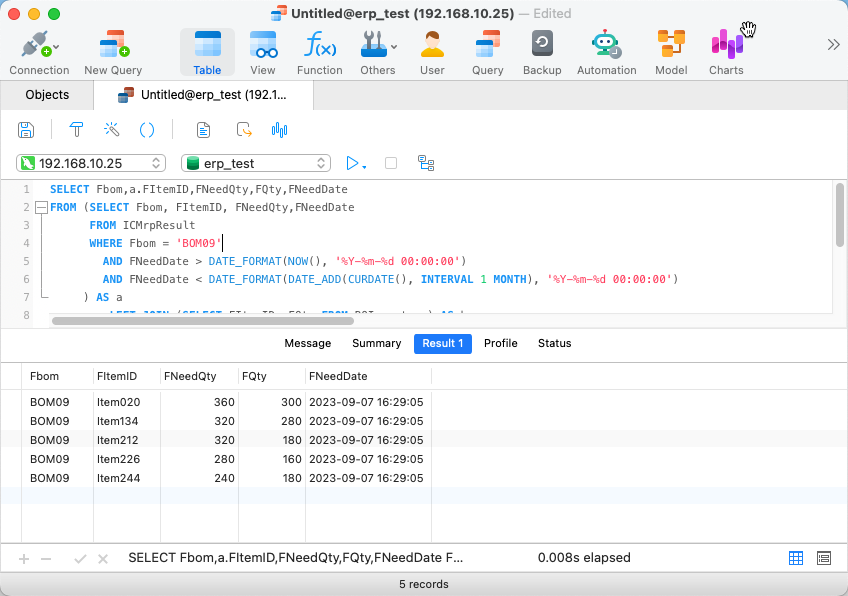 Untitled@erp_test (192.168.10.25) — Edited
Connection New Query Table View Function Others User Query Backup Automation Model Charts
Objects Untitled@erp_test (192.1...
192.168.10.25 erp_test
1 SELECT Fbom,a.FItemID,FNeedQty,FQty,FNeedDate
2 FROM (SELECT Fbom, FItemID, FNeedQty,FNeedDate
3 FROM ICMrpResult
4 WHERE Fbom = 'BOM09'
5 AND FNeedDate > DATE_FORMAT(NOW(), '%Y-%m-%d 00:00:00')
6 AND FNeedDate < DATE_FORMAT(DATE_ADD(CURDATE(), INTERVAL 1 MONTH), '%Y-%m-%d 00:00:00')
7 ) AS a
8 LEFT JOIN (SELECT FItemID, FQty FROM
Message Summary Result 1 Profile Status
Fbom FItemID FNeedQty FQty FNeedDate
BOM09 Item020 360 300 2023-09-07 16:29:05
BOM09 Item134 320 280 2023-09-07 16:29:05
BOM09 Item212 320 180 2023-09-07 16:29:05
BOM09 Item226 280 160 2023-09-07 16:29:05
BOM09 Item244 240 180 2023-09-07 16:29:05
SELECT Fbom,a.FItemID,FNeedQty,FQty,FNeedDate F... 0.008s elapsed
5 records